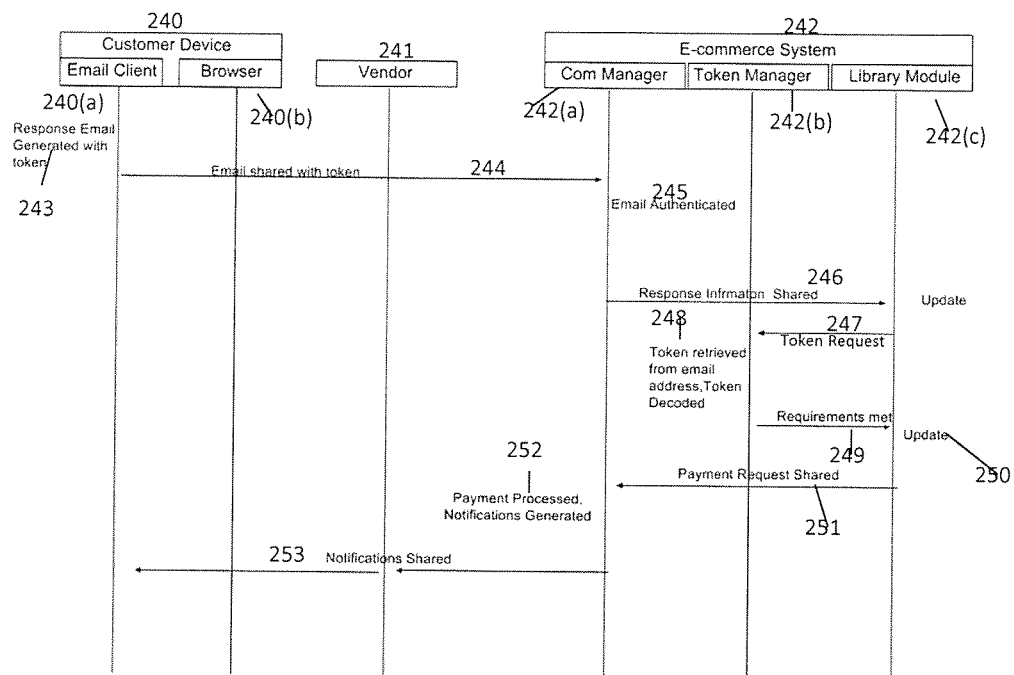 240
Customer Device
Email Client
Browser
241
Vendor
242
E-commerce System
Com Manager
Token Manager
Library Module
240(a)
240(b)
242(a)
242(b)
242(c)
Response Email
Generated with
token
243
Email shared with token
244
245
Email Authenticated
246
Response Infrmaton Shared
Update
247
Token Request
248
Token retrieved
from email
address,Token
Decoded
Requirements met
249
Update
250
Payment Request Shared
251
252
Payment Processed,
Notifications Generated
253
Notifications Shared